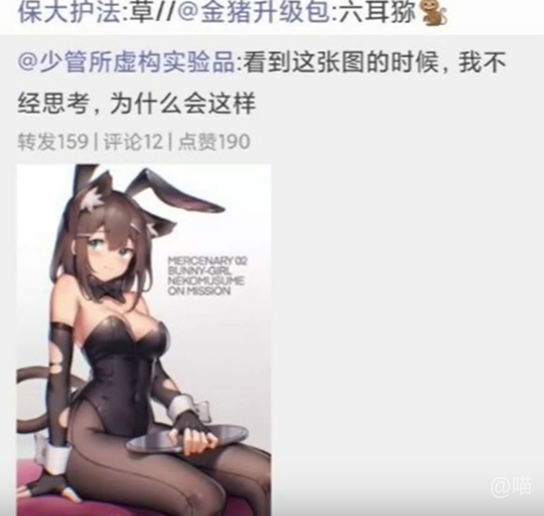 保大护法:草//@金猪升级包:六耳猕🐒
@少管所虚构实验品:看到这张图的时候，我不
经思考，为什么会这样
转发159 | 评论12 | 点赞190
MERCENARY 02
BUNNY-GIRL
NEKOMUSUME
ON MISSION
@喵